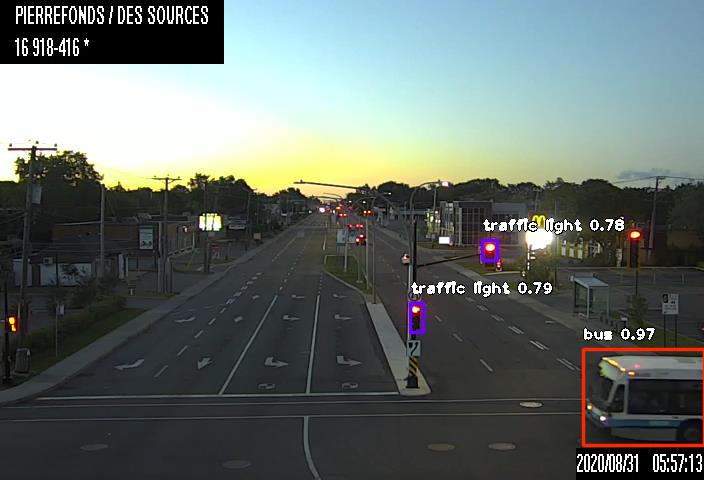 PIERREFONDS / DES SOURCES
16 918-416 *
traffic light 0.78
traffic light 0.79
bus 0.97
2020/08/31 05:57:13